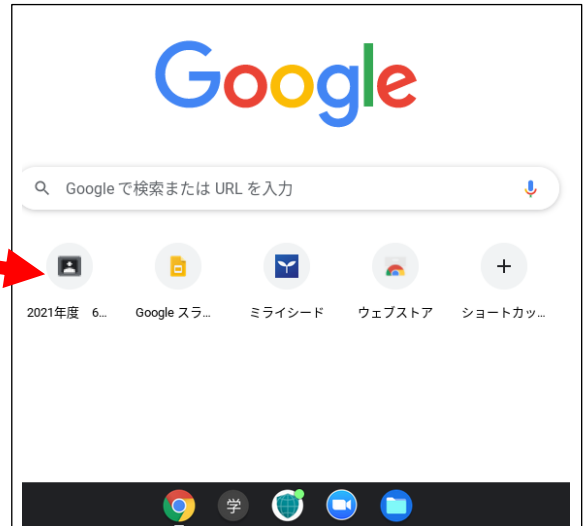 Google
Google で検索または URL を入力
2021年度　6...
Google スラ...
ミライシード
ウェブストア
ショートカッ...
学